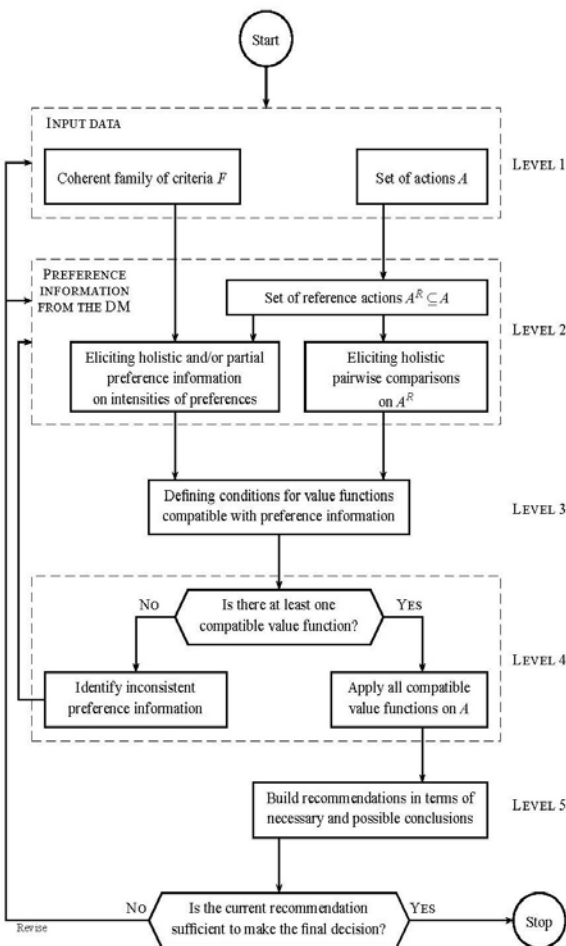 Start
INPUT DATA
Coherent family of criteria F
Set of actions A
LEVEL 1
PREFERENCE
INFORMATION
FROM THE DM
Set of reference actions A^R ⊆ A
LEVEL 2
Eliciting holistic and/or partial
preference information
on intensities of preferences
Eliciting holistic
pairwise comparisons
on A^R
Defining conditions for value functions
compatible with preference information
LEVEL 3
NO
Is there at least one
compatible value function?
YES
Identify inconsistent
preference information
Apply all compatible
value functions on A
LEVEL 4
Build recommendations in terms of
necessary and possible conclusions
LEVEL 5
NO
Is the current recommendation
sufficient to make the final decision?
YES
Stop
Revise